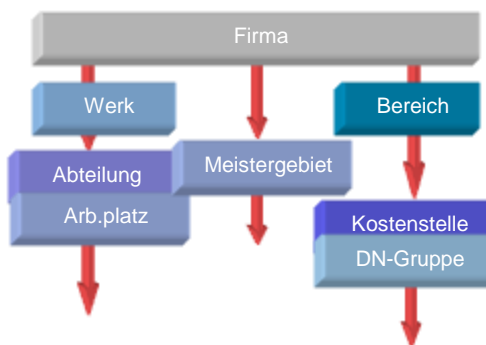 Firma
Werk
Bereich
Abteilung
Meistergebiet
Arb.platz
Kostenstelle
DN-Gruppe